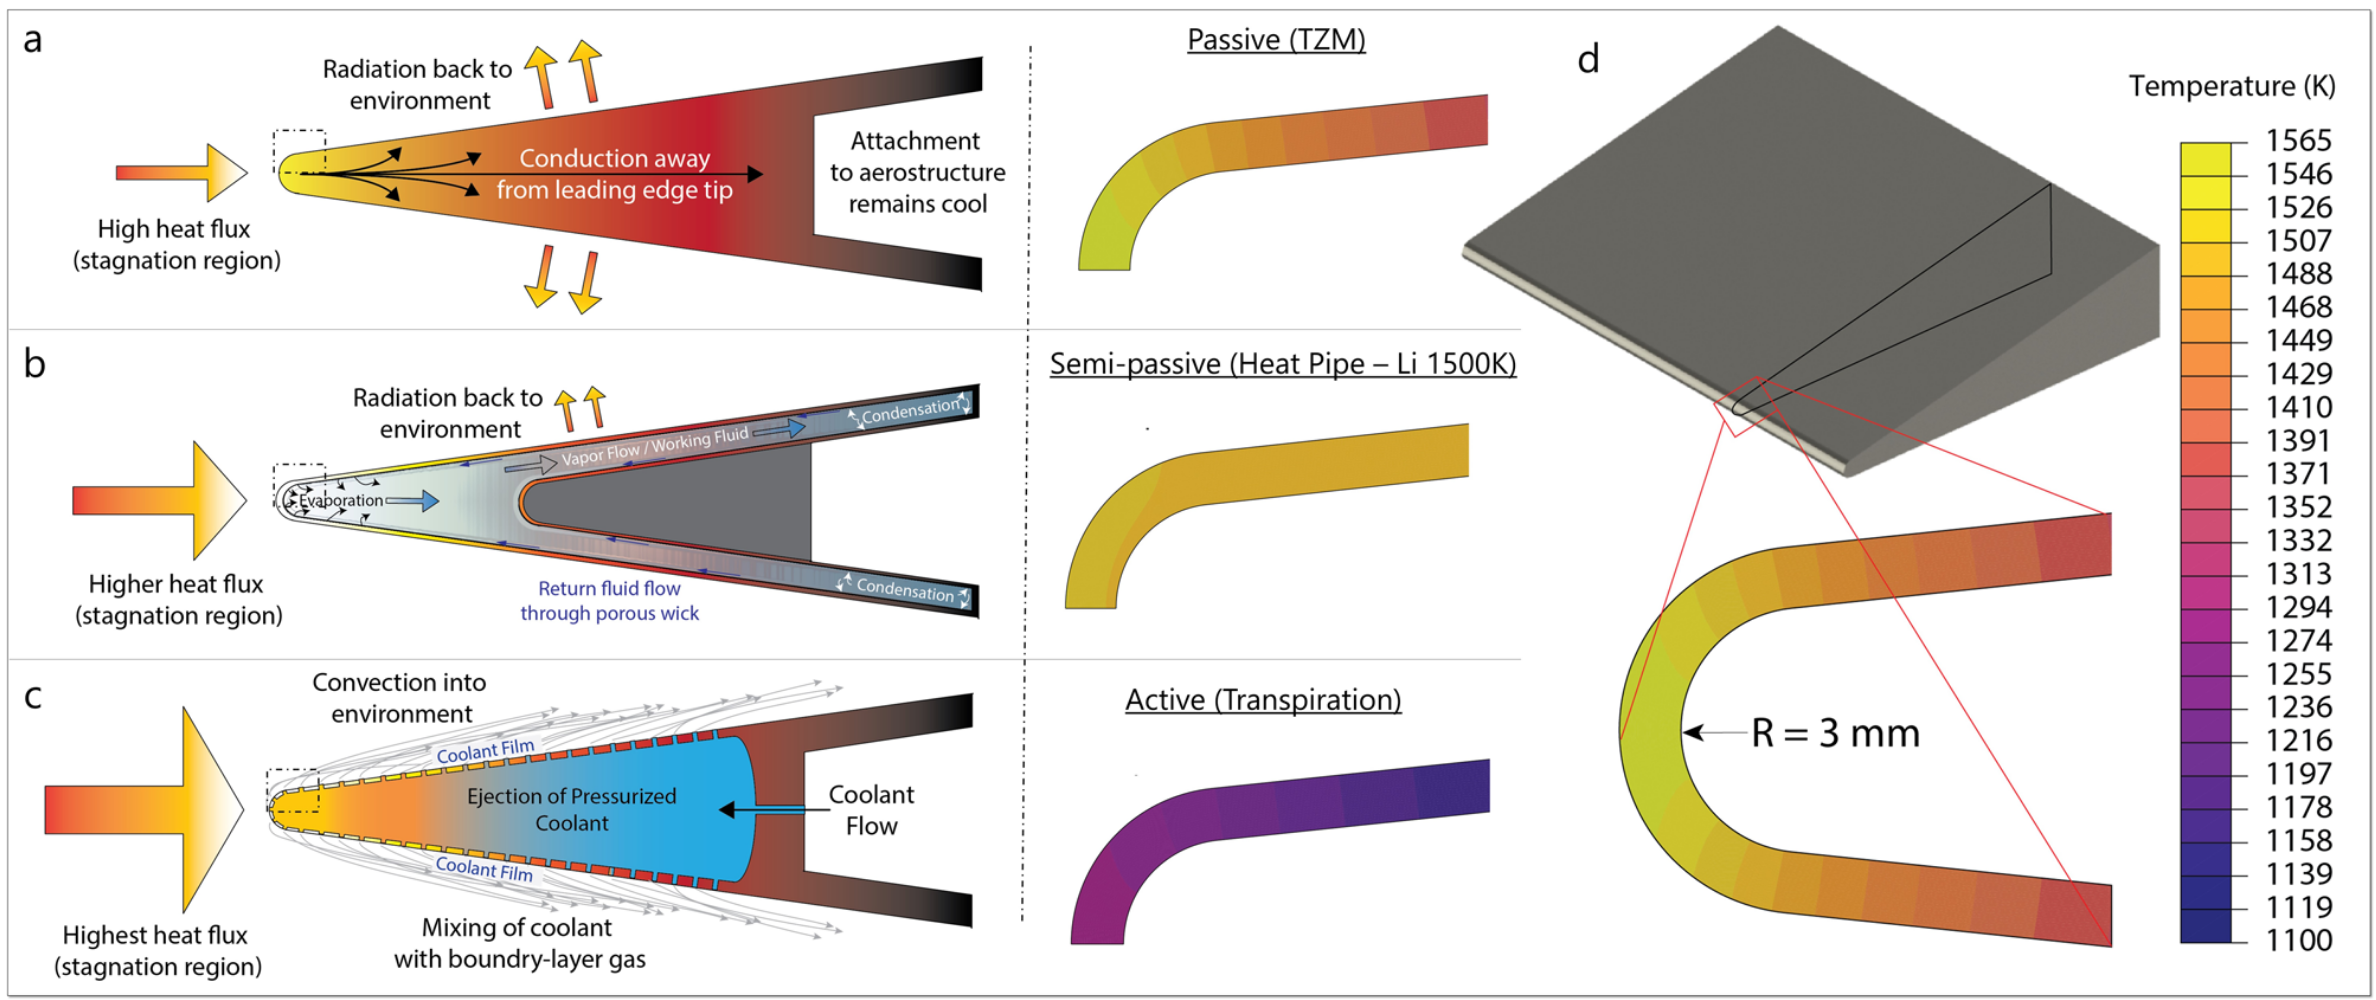 a
Radiation back to
environment
High heat flux
(stagnation region)
Conduction away
from leading edge tip
Attachment
to aerostructure
remains cool
Passive (TZM)
b
Radiation back to
environment
Higher heat flux
(stagnation region)
Evaporation
Vapor Flow / Working Fluid
Condensation
Condensation
Return fluid flow
through porous wick
Semi-passive (Heat Pipe – Li 1500K)
c
Convection into
environment
Coolant Film
Highest heat flux
(stagnation region)
Ejection of Pressurized
Coolant
Coolant
Flow
Coolant Film
Mixing of coolant
with boundry-layer gas
Active (Transpiration)
d
R = 3 mm
Temperature (K)
1565
1546
1526
1507
1488
1468
1449
1429
1410
1391
1371
1352
1332
1313
1294
1274
1255
1236
1216
1197
1178
1158
1139
1119
1100